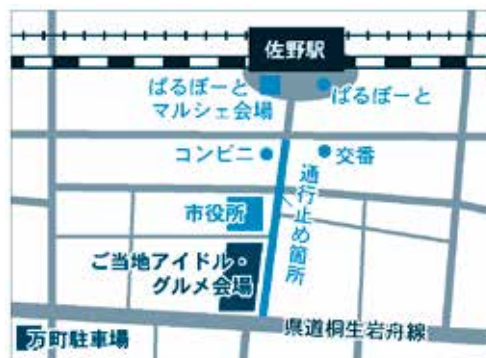 佐野駅
ぱるぽーと
マルシェ会場
ぱるぽーと
コンビニ
交番
通行止め箇所
市役所
ご当地アイドル・
グルメ会場
県道桐生岩舟線
万町駐車場